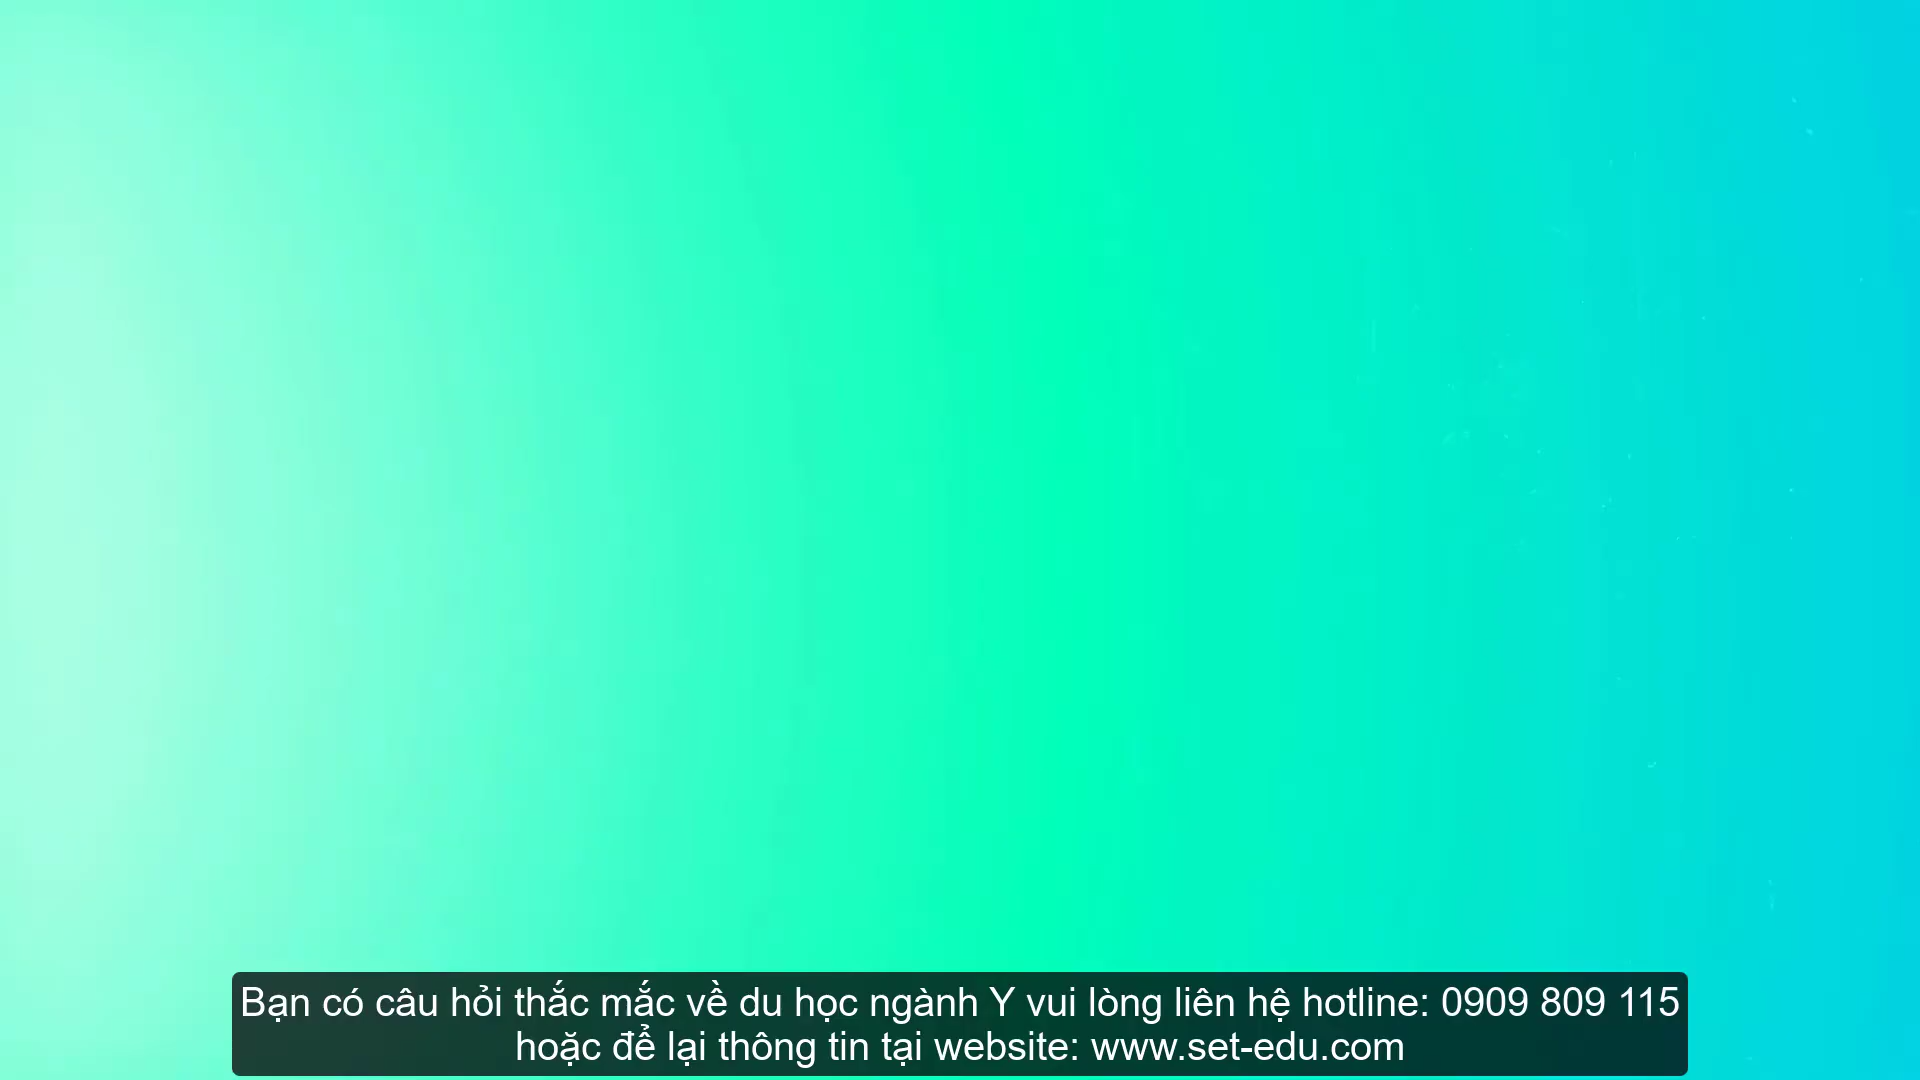 Bạn có câu hỏi thắc mắc về du học ngành Y vui lòng liên hệ hotline: 0909 809 115
hoặc để lại thông tin tại website: www.set-edu.com